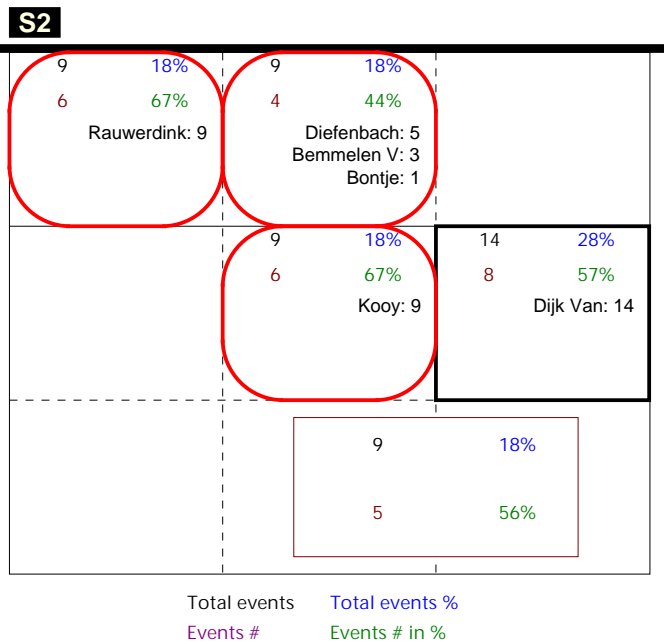 S2
9 18% 9 18%
6 67% 4 44%
Rauwerdink: 9 Diefenbach: 5
Bemmelen V: 3
Bontje: 1
9 18% 14 28%
6 67% 8 57%
Kooy: 9 Dijk Van: 14
9 18%
5 56%
Total events Total events %
Events # Events # in %